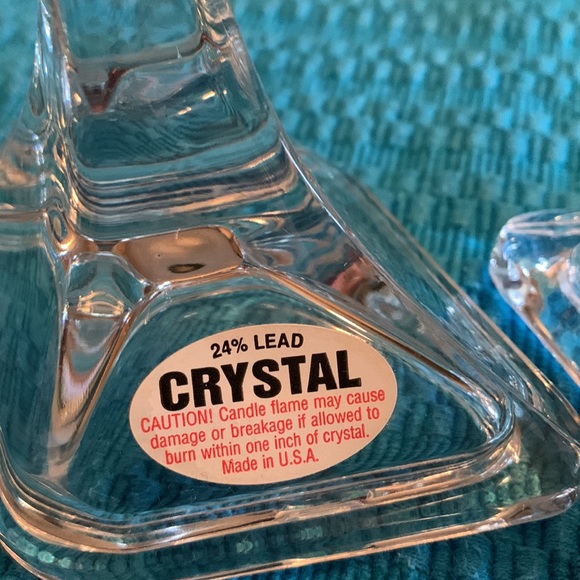 24% LEAD
CRYSTAL
CAUTION! Candle flame may cause
damage or breakage if allowed to
burn within one inch of crystal.
Made in U.S.A.